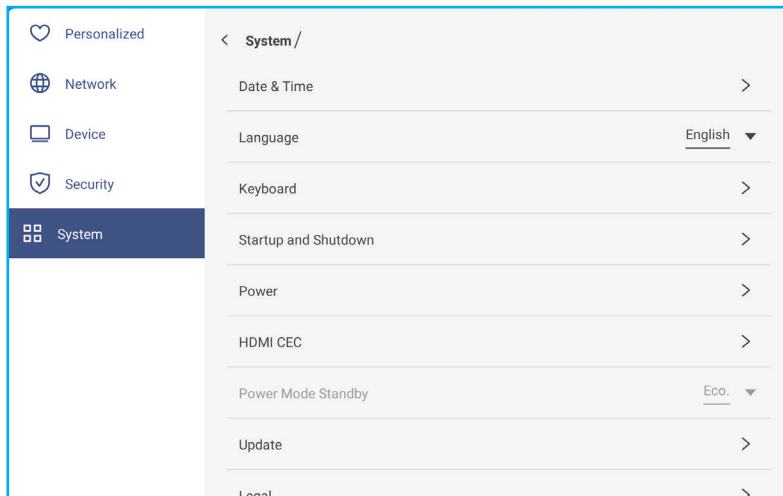 Personalized
Network
Device
Security
System
System/
Date & Time
Language English
Keyboard
Startup and Shutdown
Power
HDMI CEC
Power Mode Standby Eco.
Update
Legal